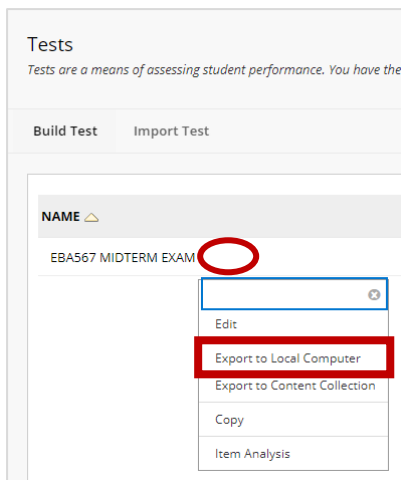 Tests
Tests are a means of assessing student performance. You have the
Build Test Import Test
NAME
EBA567 MIDTERM EXAM
Edit
Export to Local Computer
Export to Content Collection
Copy
Item Analysis